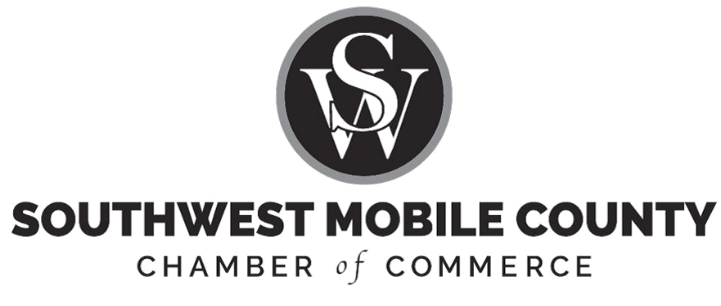 SW
SOUTHWEST MOBILE COUNTY
CHAMBER of COMMERCE